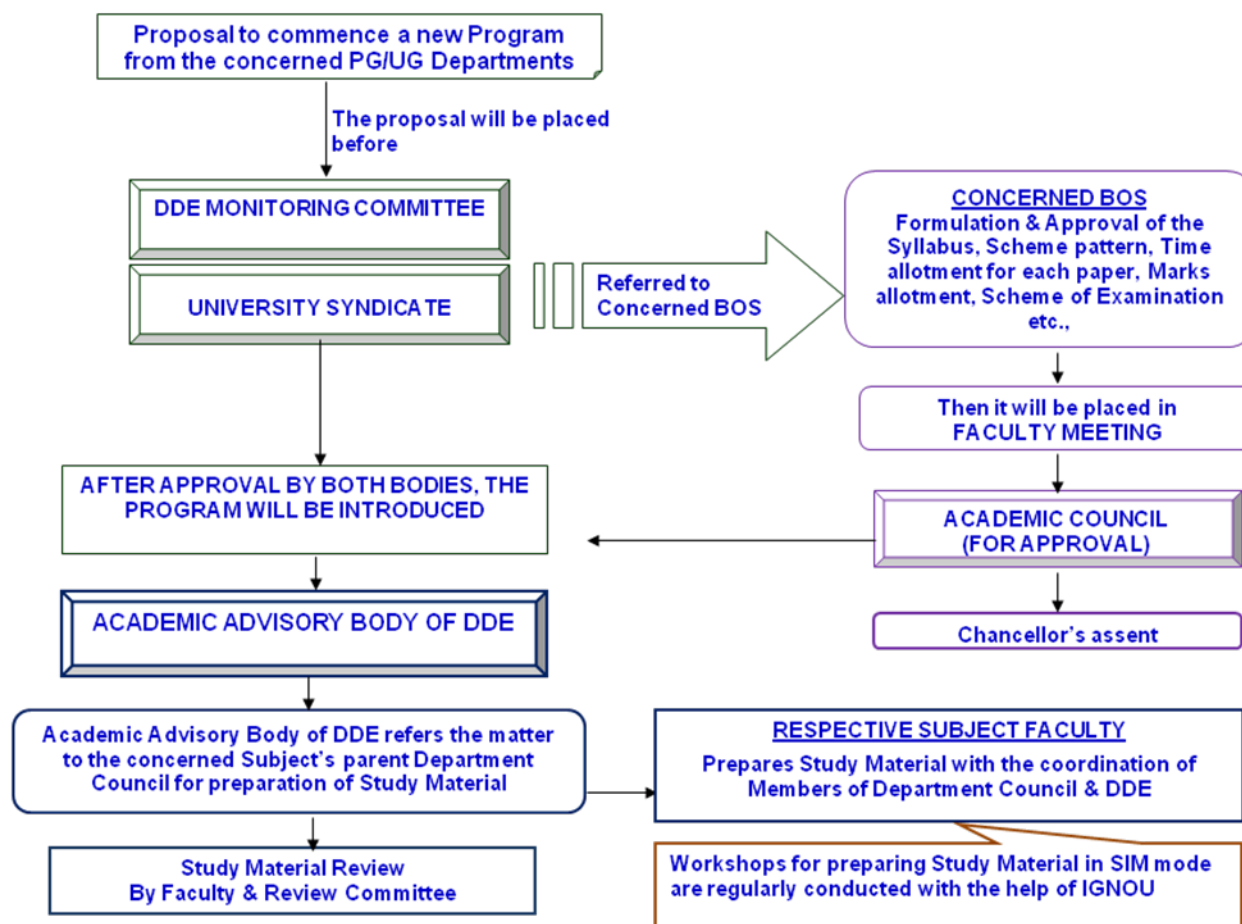 Proposal to commence a new Program
from the concerned PG/UG Departments
The proposal will be placed
before
DDE MONITORING COMMITTEE
UNIVERSITY SYNDICATE
Referred to
Concerned BOS
CONCERNED BOS
Formulation & Approval of the
Syllabus, Scheme pattern, Time
allotment for each paper, Marks
allotment, Scheme of Examination
etc.,
Then it will be placed in
FACULTY MEETING
ACADEMIC COUNCIL
(FOR APPROVAL)
Chancellor's assent
AFTER APPROVAL BY BOTH BODIES, THE
PROGRAM WILL BE INTRODUCED
ACADEMIC ADVISORY BODY OF DDE
Academic Advisory Body of DDE refers the matter
to the concerned Subject's parent Department
Council for preparation of Study Material
RESPECTIVE SUBJECT FACULTY
Prepares Study Material with the coordination of
Members of Department Council & DDE
Study Material Review
By Faculty & Review Committee
Workshops for preparing Study Material in SIM mode
are regularly conducted with the help of IGNOU